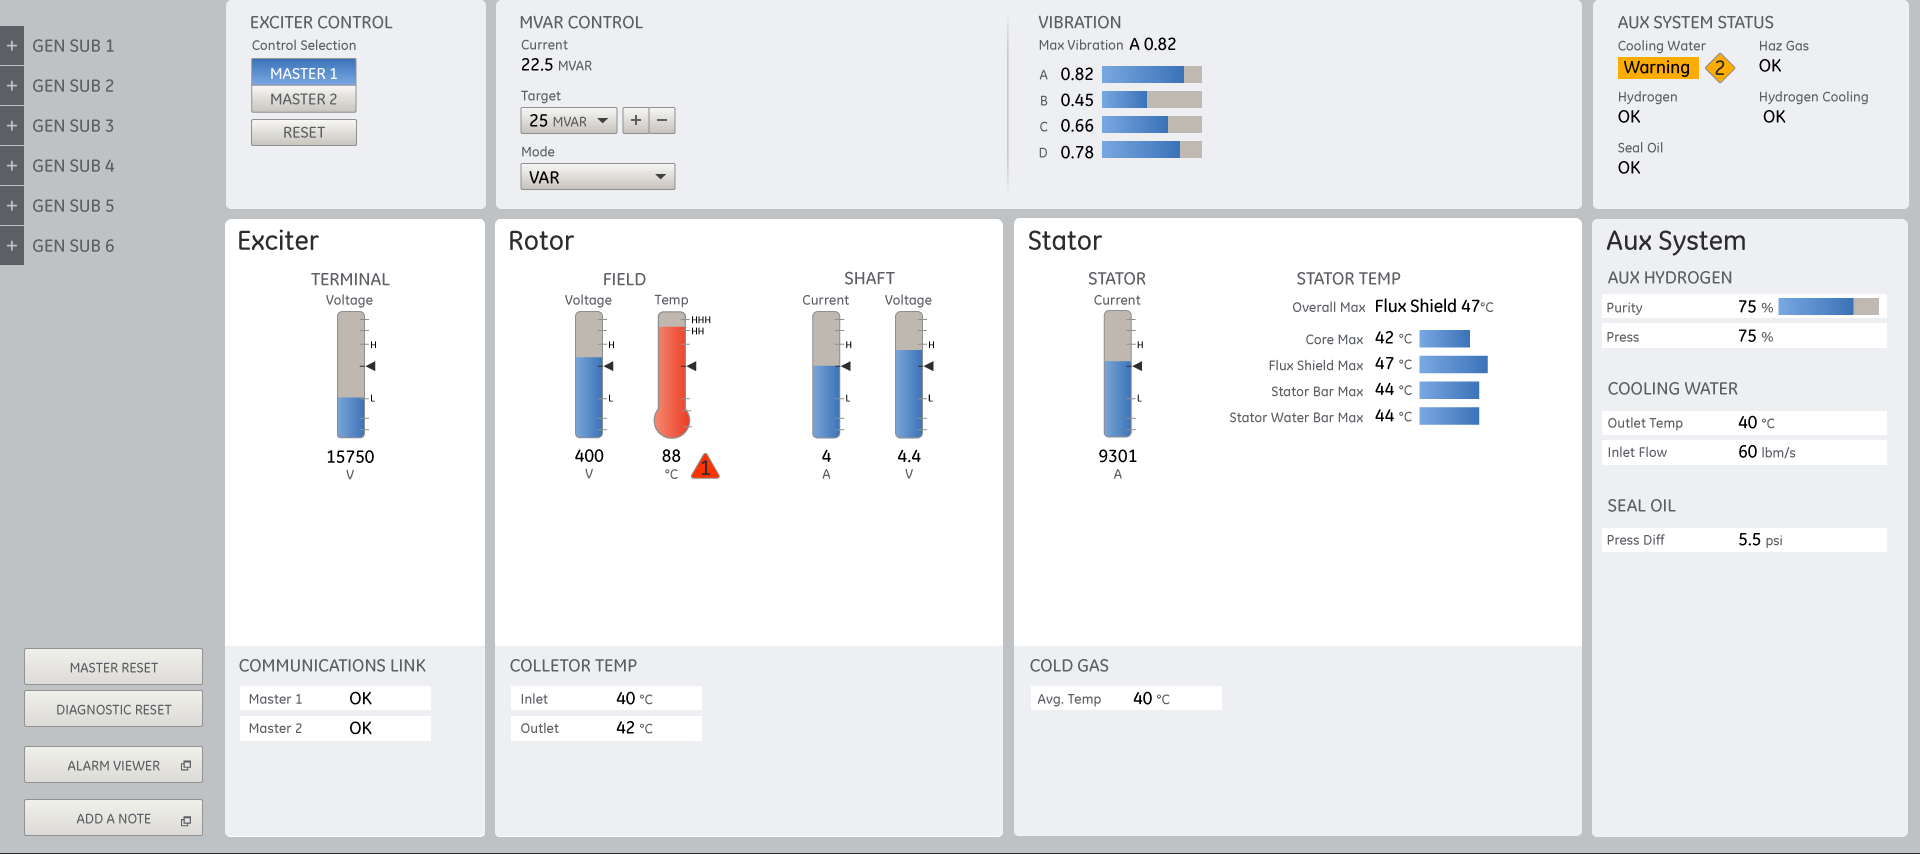 + GEN SUB 1
+ GEN SUB 2
+ GEN SUB 3
+ GEN SUB 4
+ GEN SUB 5
+ GEN SUB 6
MASTER RESET
DIAGNOSTIC RESET
ALARM VIEWER
ADD A NOTE
EXCITER CONTROL
Control Selection
MASTER 1
MASTER 2
RESET
MVAR CONTROL
Current
22.5 MVAR
Target
25 MVAR + −
Mode
VAR
VIBRATION
Max Vibration A 0.82
A 0.82
B 0.45
C 0.66
D 0.78
AUX SYSTEM STATUS
Cooling Water
Warning 2
Haz Gas
OK
Hydrogen
OK
Hydrogen Cooling
OK
Seal Oil
OK
Exciter
TERMINAL
Voltage
H
L
15750
V
COMMUNICATIONS LINK
Master 1 OK
Master 2 OK
Rotor
FIELD
Voltage
H
L
400
V
Temp
HHH
HH
88
°C
1
SHAFT
Current
H
L
4
A
Voltage
H
L
4.4
V
COLLETOR TEMP
Inlet 40 °C
Outlet 42 °C
Stator
STATOR
Current
H
L
9301
A
STATOR TEMP
Overall Max Flux Shield 47°C
Core Max 42 °C
Flux Shield Max 47 °C
Stator Bar Max 44 °C
Stator Water Bar Max 44 °C
COLD GAS
Avg. Temp 40 °C
Aux System
AUX HYDROGEN
Purity 75 %
Press 75 %
COOLING WATER
Outlet Temp 40 °C
Inlet Flow 60 lbm/s
SEAL OIL
Press Diff 5.5 psi